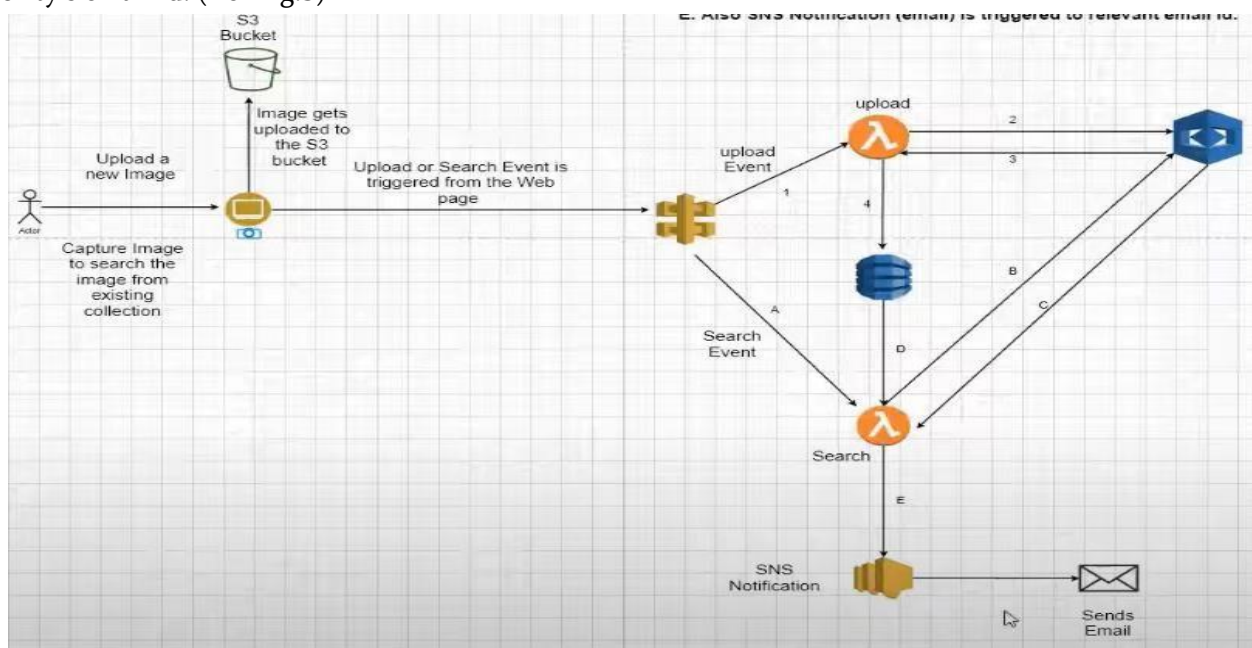 E. Also SNS Notification (email) is triggered to relevant email id.
S3
Bucket
Image gets
uploaded to
the S3
bucket
Upload a
new Image
Actor
Capture Image
to search the
image from
existing
collection
Upload or Search Event is
triggered from the Web
page
upload
Event
1
upload
2
3
4
A
Search
Event
B
C
D
Search
E
SNS
Notification
Sends
Email